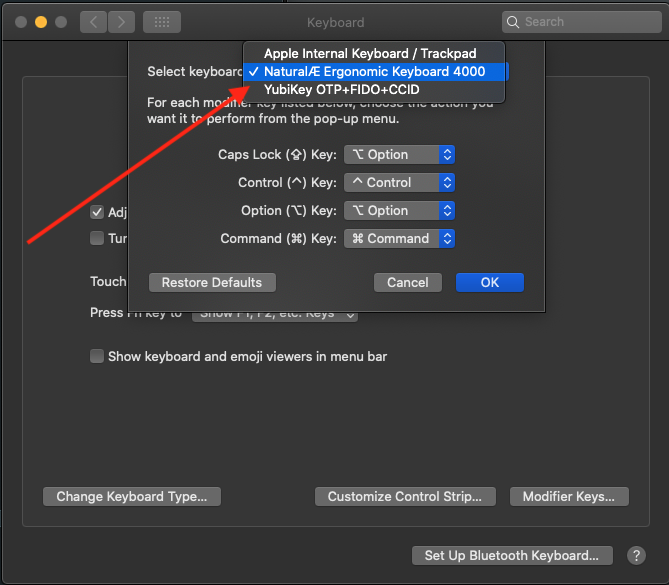 Keyboard
Search
Apple Internal Keyboard / Trackpad
Select keyboard
✓ NaturalÆ Ergonomic Keyboard 4000
YubiKey OTP+FIDO+CCID
For each modifier key listed below, choose the action you
want it to perform from the pop-up menu.
Caps Lock (⇪) Key: ⌥ Option
Control (^) Key: ^ Control
Option (⌥) Key: ⌥ Option
Command (⌘) Key: ⌘ Command
Restore Defaults Cancel OK
Adj
Tur
Touch
Press Fn key to Show F1, F2, etc. Keys
Show keyboard and emoji viewers in menu bar
Change Keyboard Type... Customize Control Strip... Modifier Keys...
Set Up Bluetooth Keyboard... ?